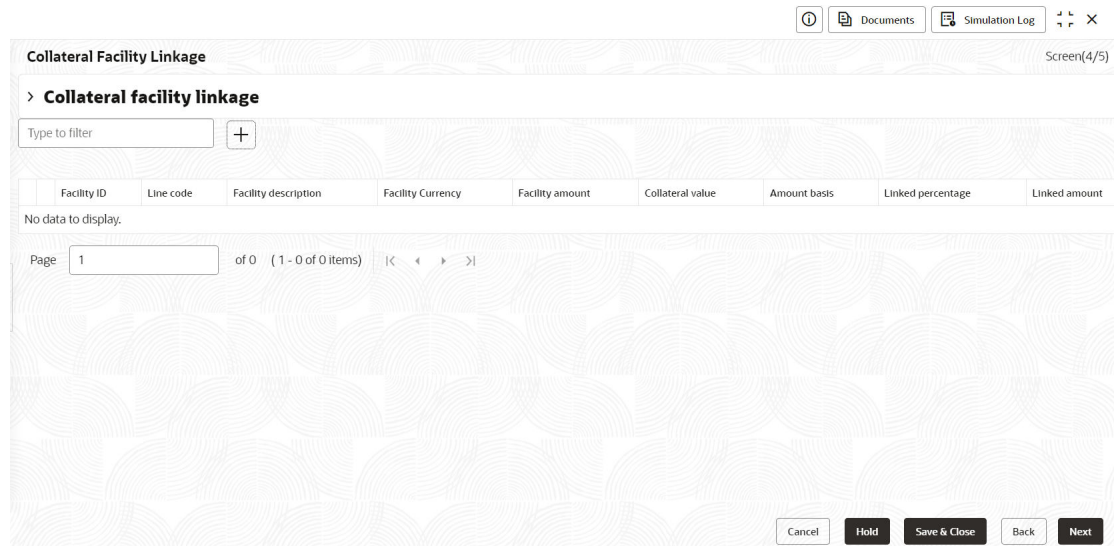 Documents Simulation Log
Collateral Facility Linkage Screen(4/5)
Collateral facility linkage
Type to filter
Facility ID Line code Facility description Facility Currency Facility amount Collateral value Amount basis Linked percentage Linked amount
No data to display.
Page 1 of 0 ( 1 - 0 of 0 items)
Cancel Hold Save & Close Back Next